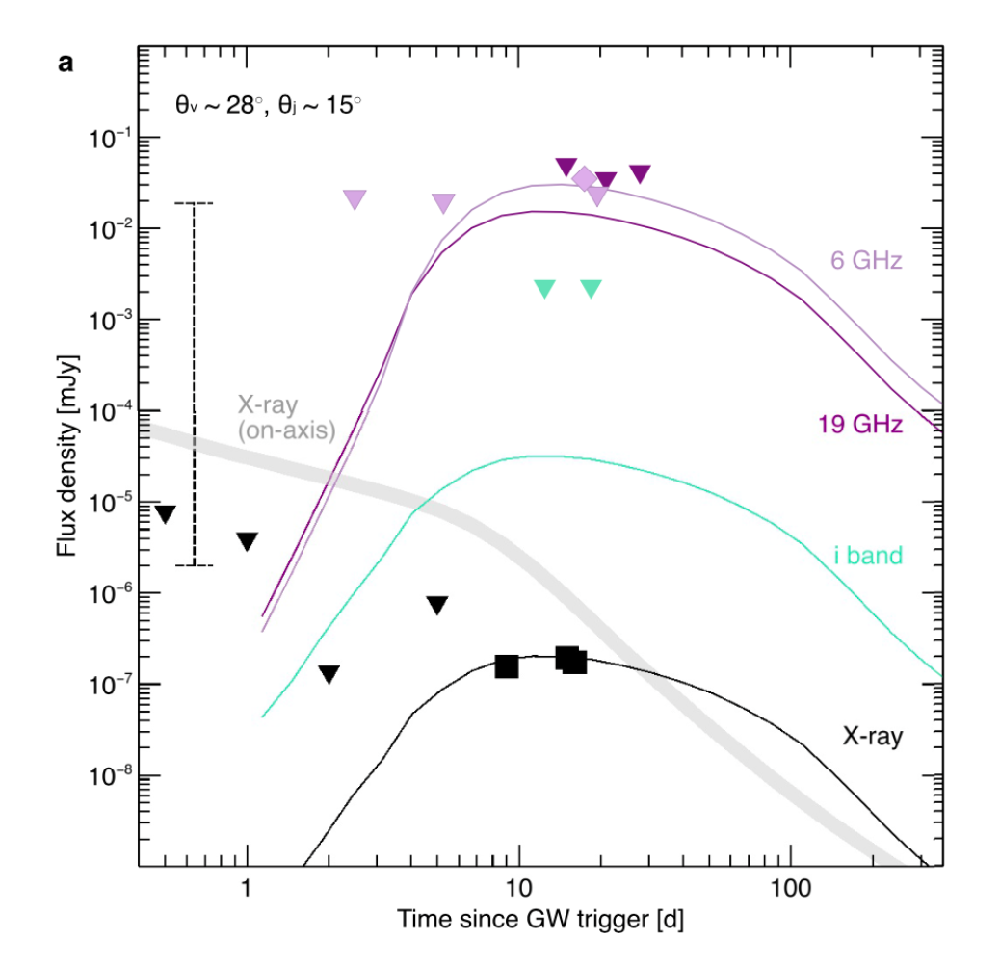 a
θv ~ 28°, θj ~ 15°
10⁻¹
10⁻²
10⁻³
10⁻⁴
10⁻⁵
10⁻⁶
10⁻⁷
10⁻⁸
Flux density [mJy]
X-ray
(on-axis)
6 GHz
19 GHz
i band
X-ray
1
10
100
Time since GW trigger [d]